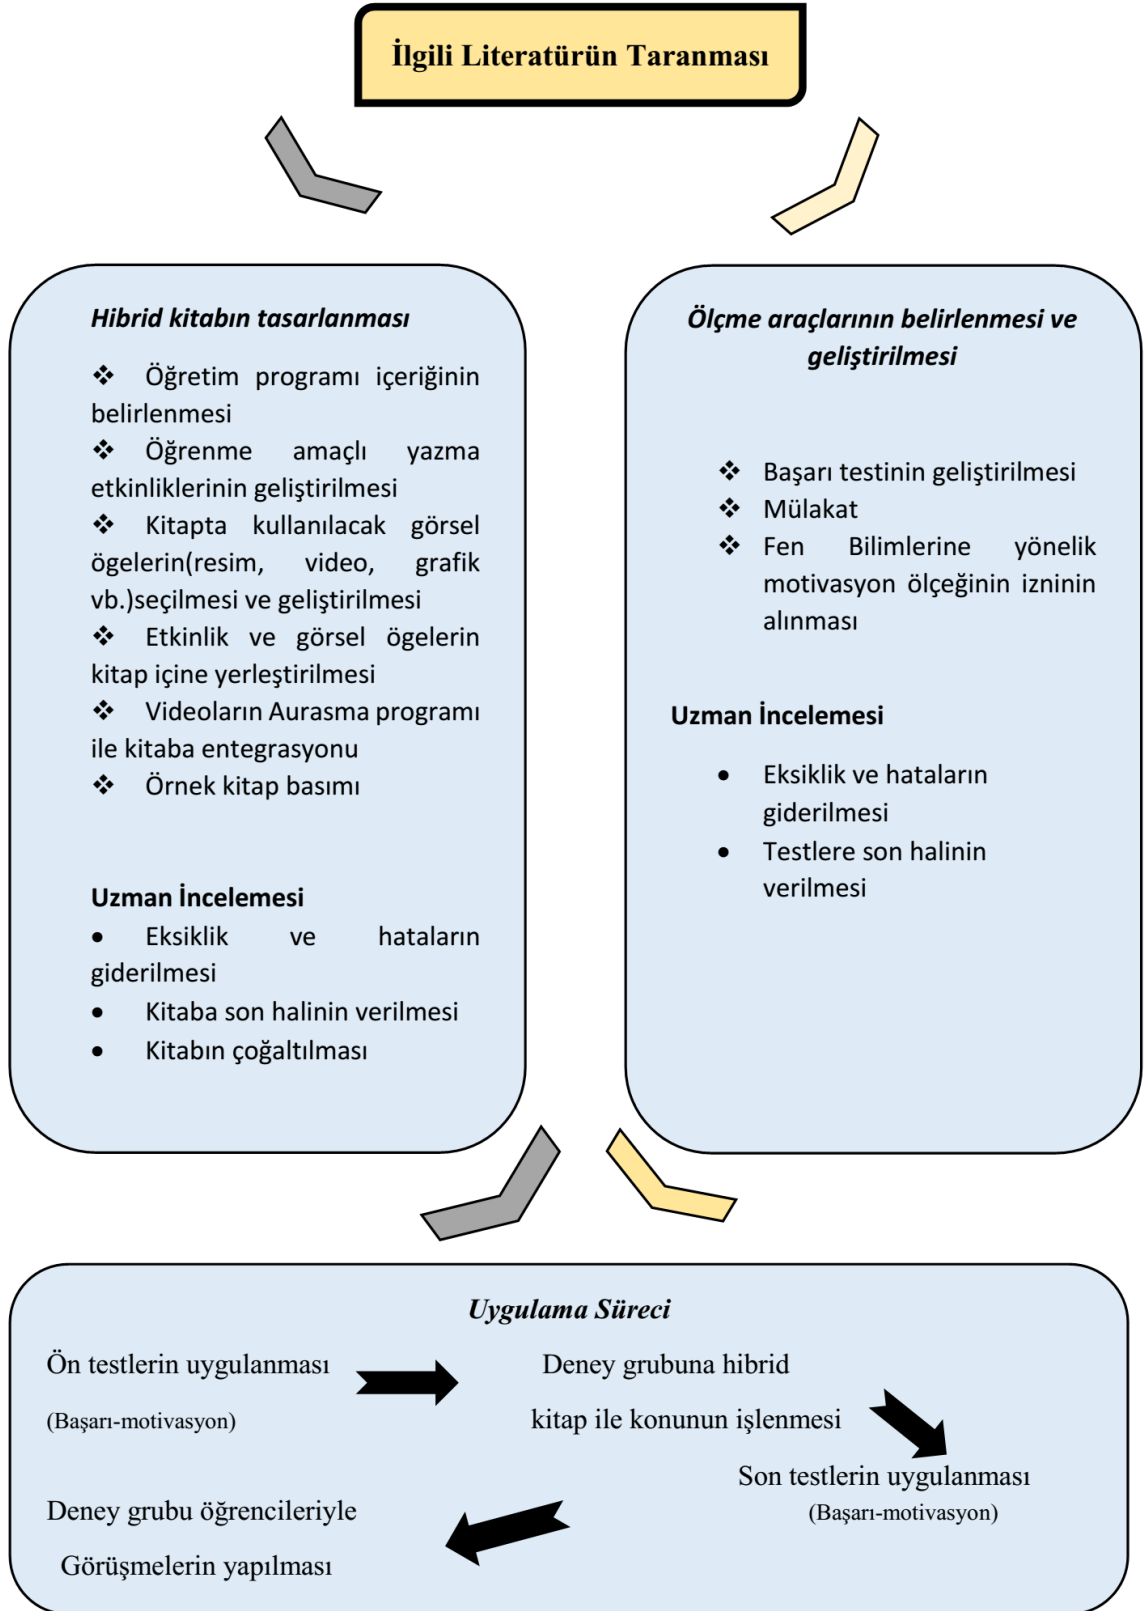 İlgili Literatürün Taranması
Hibrid kitabın tasarlanması
❖ Öğretim programı içeriğinin
belirlenmesi
❖ Öğrenme amaçlı yazma
etkinliklerinin geliştirilmesi
❖ Kitapta kullanılacak görsel
ögelerin(resim, video, grafik
vb.)seçilmesi ve geliştirilmesi
❖ Etkinlik ve görsel ögelerin
kitap içine yerleştirilmesi
❖ Videoların Aurasma programı
ile kitaba entegrasyonu
❖ Örnek kitap basımı
Uzman İncelemesi
• Eksiklik ve hataların
giderilmesi
• Kitaba son halinin verilmesi
• Kitabın çoğaltılması
Ölçme araçlarının belirlenmesi ve
geliştirilmesi
❖ Başarı testinin geliştirilmesi
❖ Mülakat
❖ Fen Bilimlerine yönelik
motivasyon ölçeğinin izninin
alınması
Uzman İncelemesi
• Eksiklik ve hataların
giderilmesi
• Testlere son halinin
verilmesi
Uygulama Süreci
Ön testlerin uygulanması
(Başarı-motivasyon)
Deney grubuna hibrid
kitap ile konunun işlenmesi
Son testlerin uygulanması
(Başarı-motivasyon)
Deney grubu öğrencileriyle
Görüşmelerin yapılması